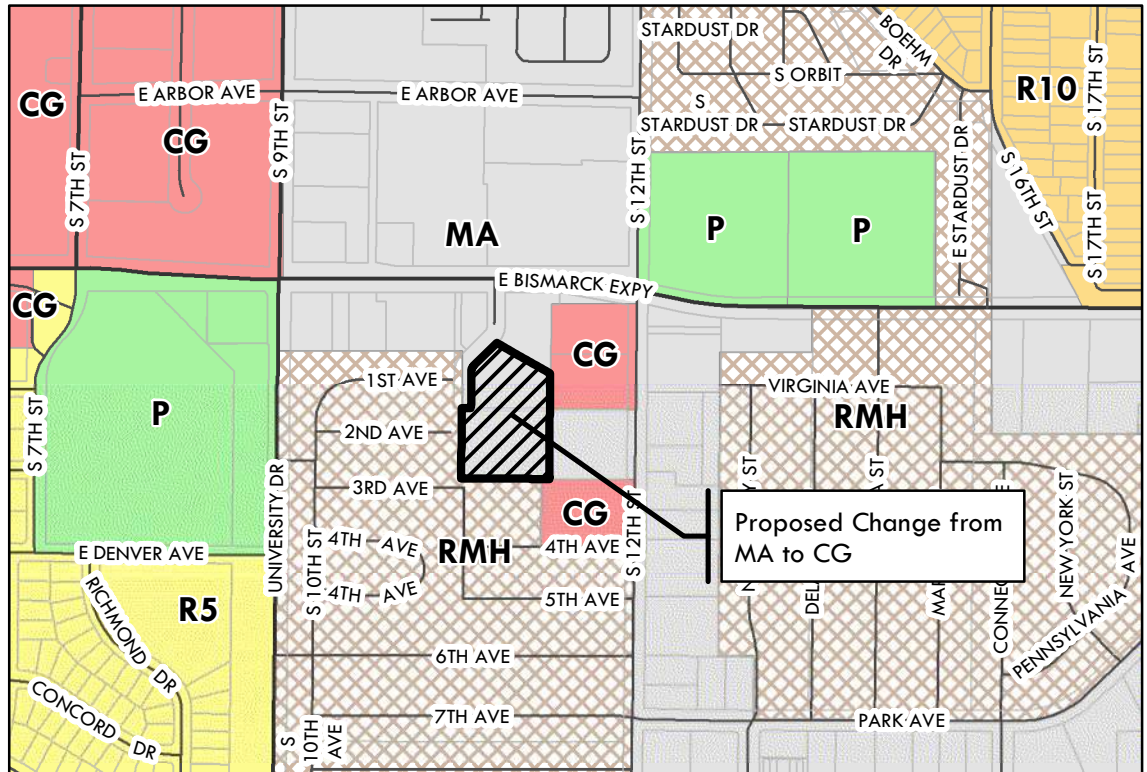 STARDUST DR
BOEHM
DR
S ORBIT
R10
S 17TH ST
CG
E ARBOR AVE
E ARBOR AVE
CG
S 9TH ST
S
STARDUST DR
STARDUST DR
S 7TH ST
S 12TH ST
E STARDUST DR
S 16TH ST
S 17TH ST
MA
P
P
E BISMARCK EXPY
CG
CG
1ST AVE
VIRGINIA AVE
S 7TH ST
P
2ND AVE
RMH
3RD AVE
UNIVERSITY DR
CG
S 12TH ST
Proposed Change from
MA to CG
NEW YORK ST
E DENVER AVE
S 10TH ST
4TH AVE
4TH AVE
RMH
4TH AVE
5TH AVE
PENNSYLVANIA AVE
RICHMOND DR
R5
6TH AVE
CONCORD DR
S
10TH
AVE
7TH AVE
PARK AVE